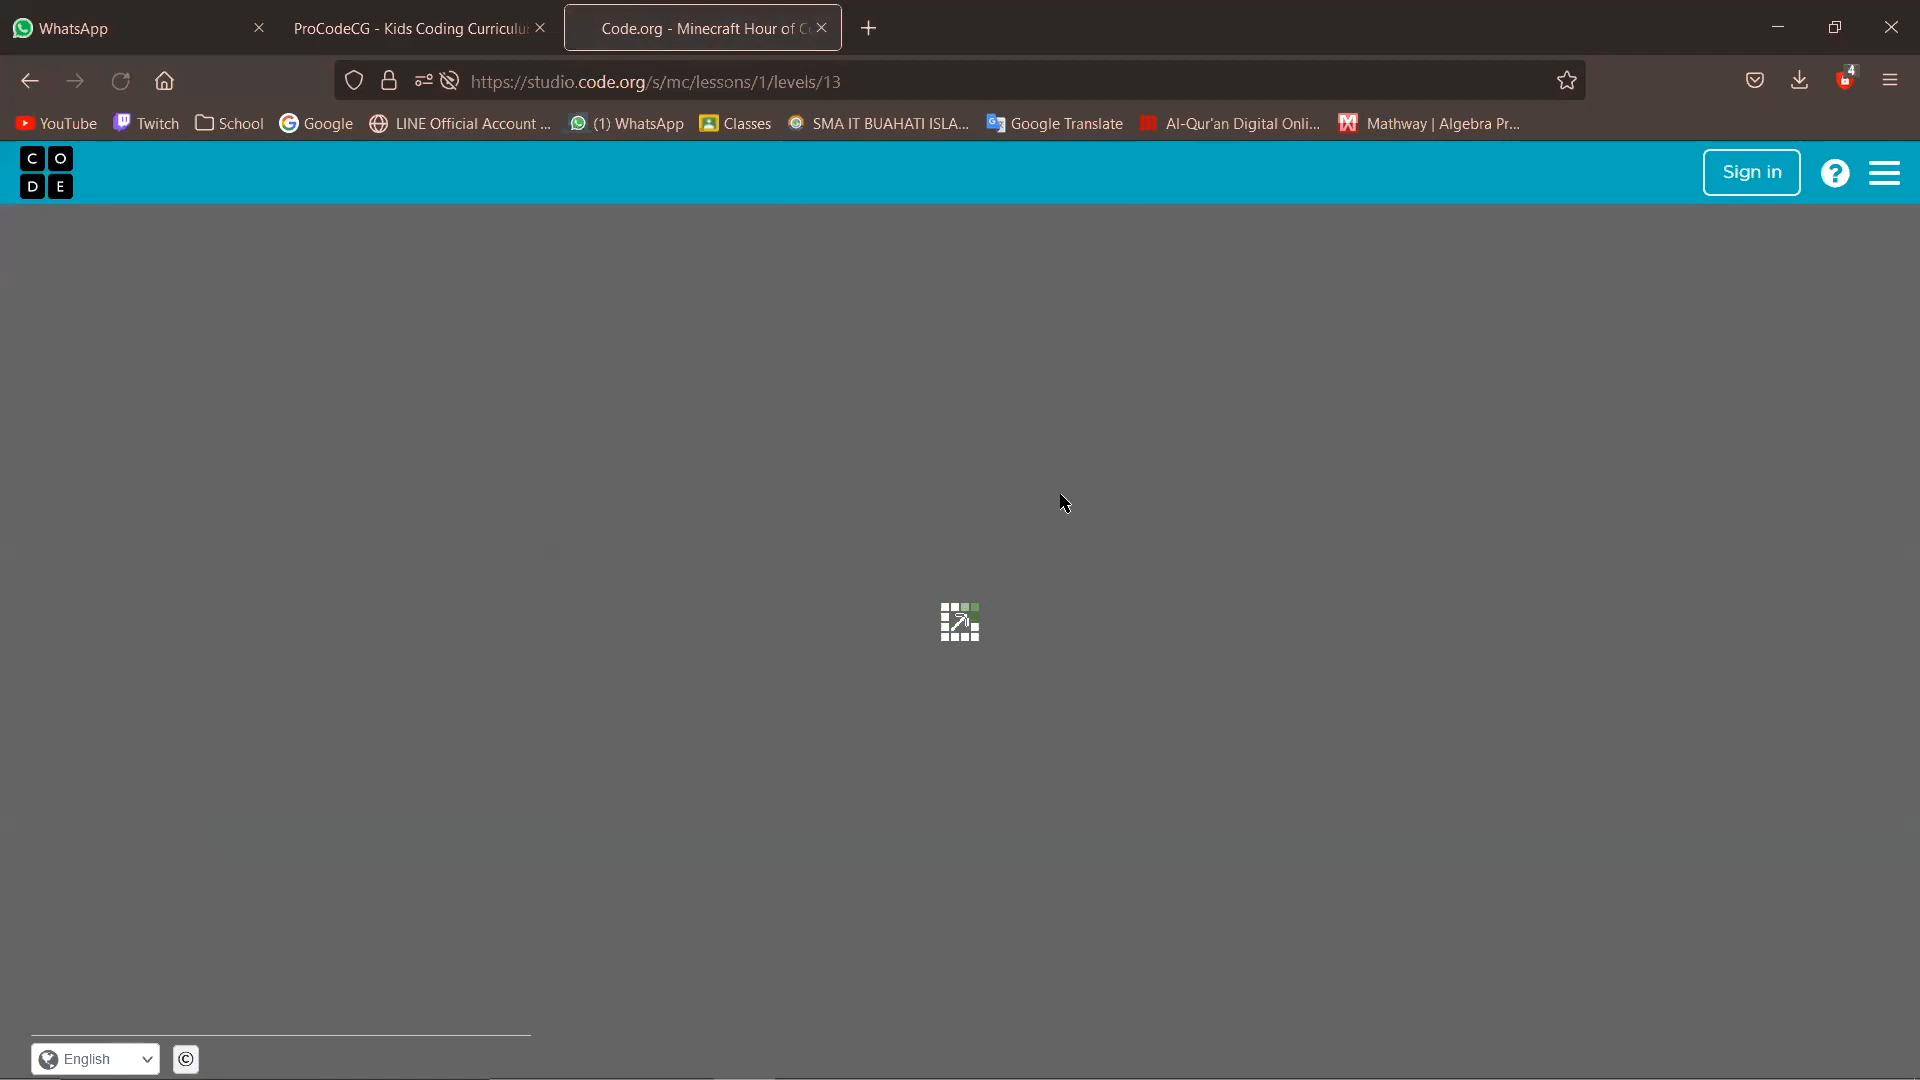 WhatsApp
ProCodeCG - Kids Coding Curriculu
Code.org - Minecraft Hour of C
https://studio.code.org/s/mc/lessons/1/levels/13
4
YouTube
Twitch
School
Google
LINE Official Account ...
(1) WhatsApp
Classes
SMA IT BUAHATI ISLA...
Google Translate
Al-Qur'an Digital Onli...
Mathway | Algebra Pr...
C O
D E
Sign in
?
English
©